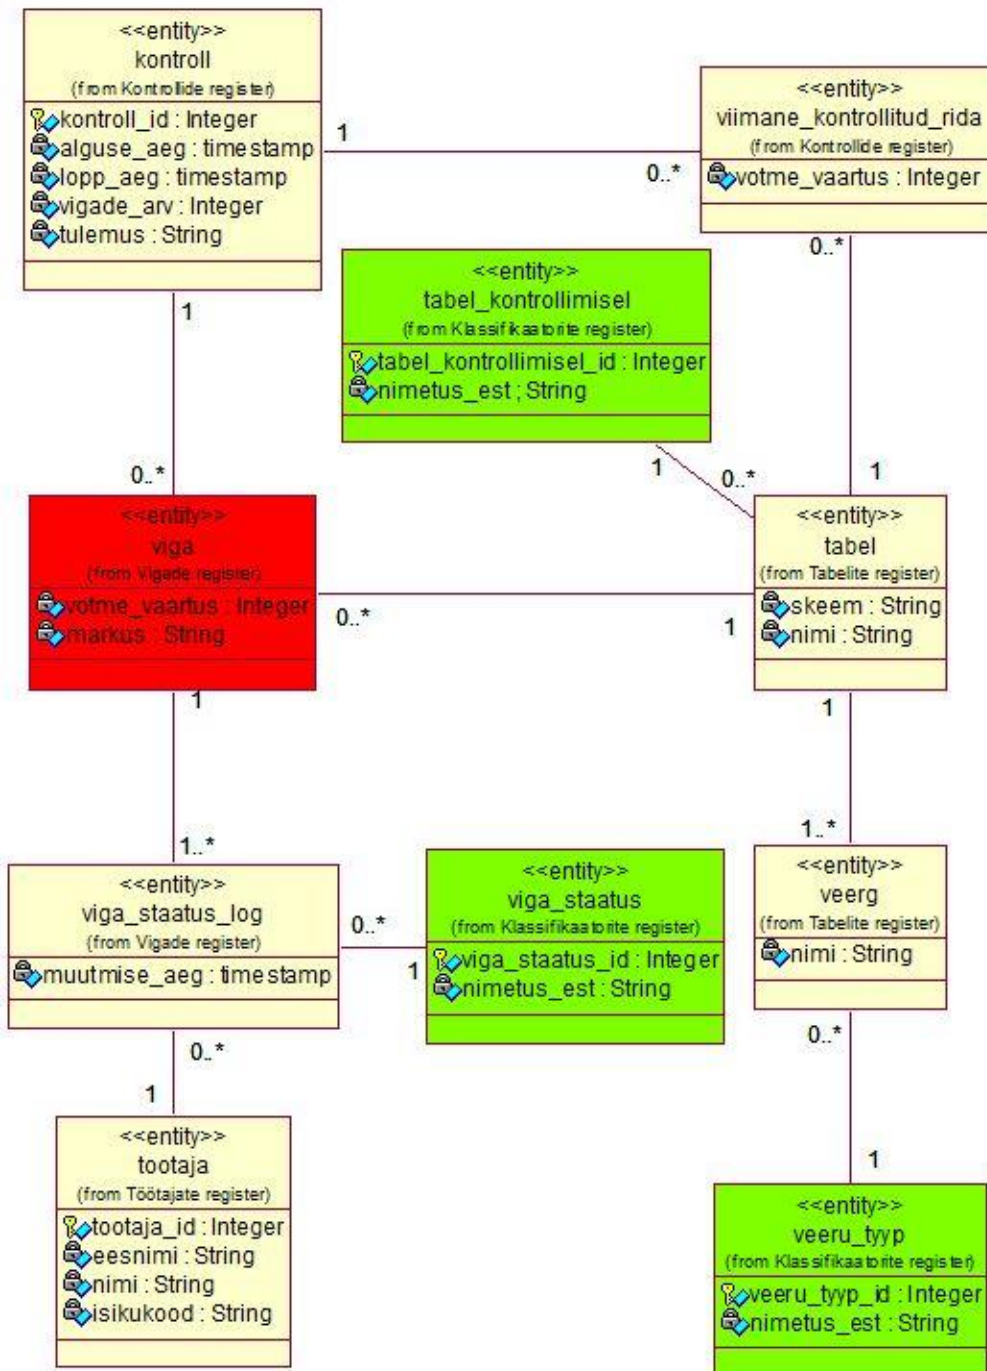 <<entity>>
kontroll
(from Kontrollide register)
kontroll_id : Integer
alguse_aeg : timestamp
lopp_aeg : timestamp
vigade_arv : Integer
tulemus : String
1
0..*
<<entity>>
viimane_kontrollitud_rida
(from Kontrollide register)
votme_vaartus : Integer
0..*
1
<<entity>>
tabel_kontrollimisel
(from Klassifikaatorite register)
tabel_kontrollimisel_id : Integer
nimetus_est ; String
1
0..*
1
0..*
<<entity>>
viga
(from Vigade register)
votme_vaartus : Integer
markus : String
0..*
1
<<entity>>
tabel
(from Tabelite register)
skeem : String
nimi : String
1
1
1..*
1..*
<<entity>>
viga_staatus_log
(from Vigade register)
muutmise_aeg : timestamp
0..*
1
<<entity>>
viga_staatus
(from Klassifikaatorite register)
viga_staatus_id : Integer
nimetus_est : String
<<entity>>
veerg
(from Tabelite register)
nimi : String
0..*
0..*
1
1
<<entity>>
tootaja
(from Töötajate register)
tootaja_id : Integer
eesnimi : String
nimi : String
isikukood : String
<<entity>>
veeru_tyyp
(from Klassifikaatorite register)
veeru_tyyp_id : Integer
nimetus_est : String